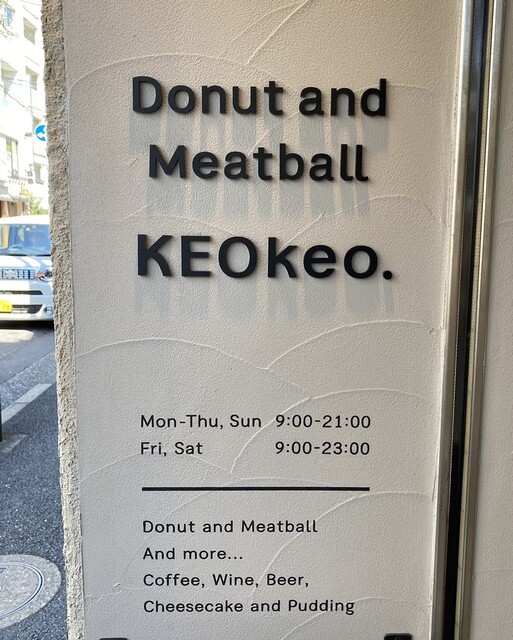 Donut and
Meatball
KEOkeo.
Mon-Thu, Sun 9:00-21:00
Fri, Sat 9:00-23:00
Donut and Meatball
And more...
Coffee, Wine, Beer,
Cheesecake and Pudding